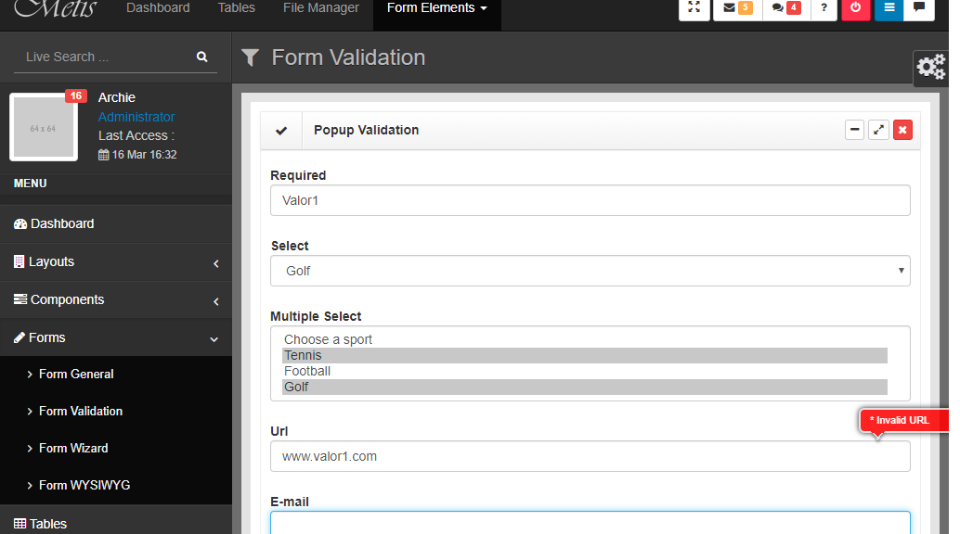 Metis Dashboard Tables File Manager Form Elements 5 4 ?
Live Search ...
Form Validation
16
64 x 64
Archie
Administrator
Last Access :
16 Mar 16:32
MENU
Dashboard
Layouts
Components
Forms
Form General
Form Validation
Form Wizard
Form WYSIWYG
Tables
Popup Validation
Required
Valor1
Select
Golf
Multiple Select
Choose a sport
Tennis
Football
Golf
* Invalid URL
Url
www.valor1.com
E-mail